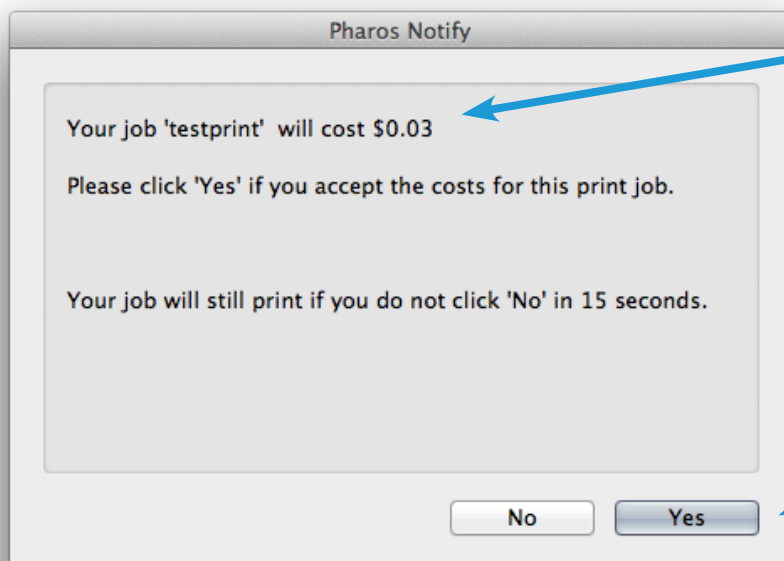 Pharos Notify
Your job 'testprint'  will cost $0.03
Please click 'Yes' if you accept the costs for this print job.
Your job will still print if you do not click 'No' in 15 seconds.
No
Yes